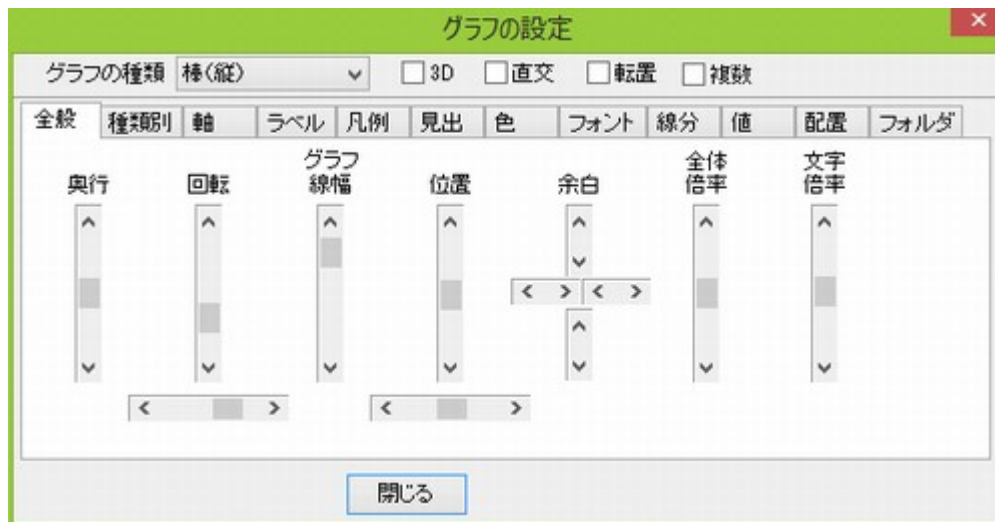 グラフの設定
グラフの種類 棒(縦) 3D 直交 転置 複数
全般 種類別 軸 ラベル 凡例 見出 色 フォント 線分 値 配置 フォルダ
奥行 回転 グラフ線幅 位置 余白 全体倍率 文字倍率
閉じる